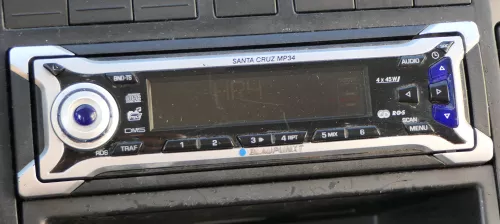 SANTA CRUZ MP34
BND·TS
AUDIO
4 x 45W
MP34
DMS
RDS
TRAF
1
2
3
4 RPT
5 MIX
6
SCAN
MENU
BLAUPUNKT